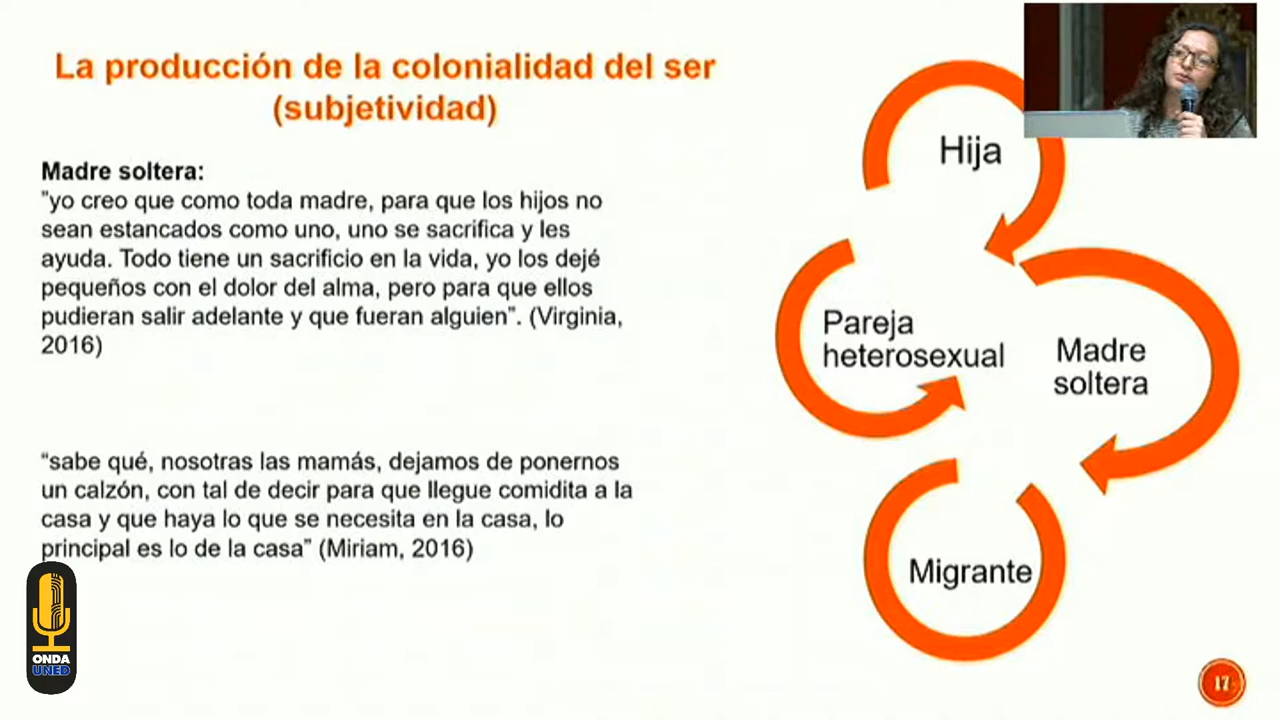 La producción de la colonialidad del ser
(subjetividad)
Madre soltera:
"yo creo que como toda madre, para que los hijos no
sean estancados como uno, uno se sacrifica y les
ayuda. Todo tiene un sacrificio en la vida, yo los dejé
pequeños con el dolor del alma, pero para que ellos
pudieran salir adelante y que fueran alguien”. (Virginia,
2016)
“sabe qué, nosotras las mamás, dejamos de ponernos
un calzón, con tal de decir para que llegue comidita a la
casa y que haya lo que se necesita en la casa, lo
principal es lo de la casa” (Miriam, 2016)
Hija
Pareja
heterosexual
Madre
soltera
Migrante
ONDA
UNED
17